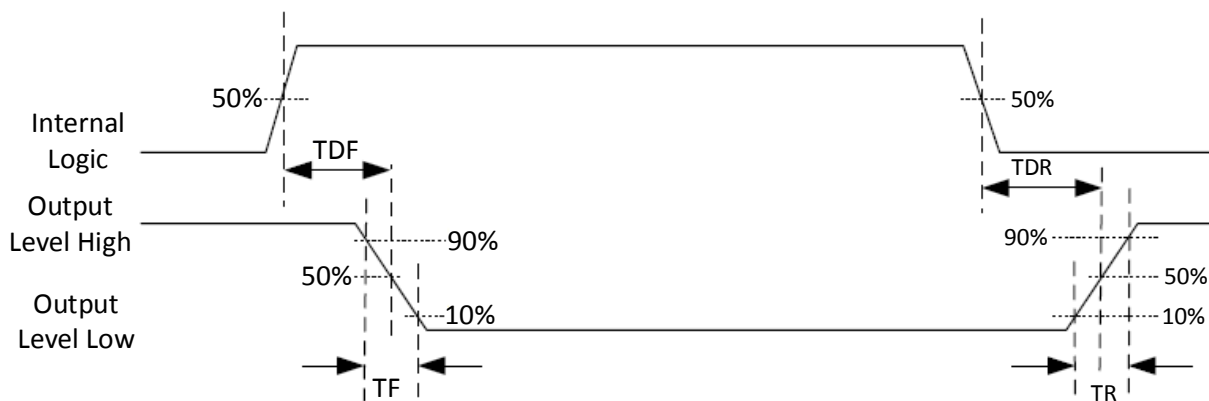 50%
50%
Internal
Logic
TDF
TDR
Output
Level High
90%
90%
50%
50%
Output
Level Low
10%
10%
TF
TR